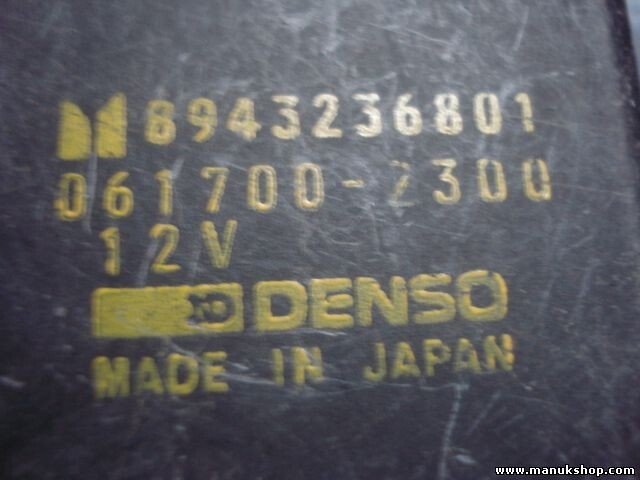 8943236801
061700-2300
12V
DENSO
MADE IN JAPAN
www.manukshop.com